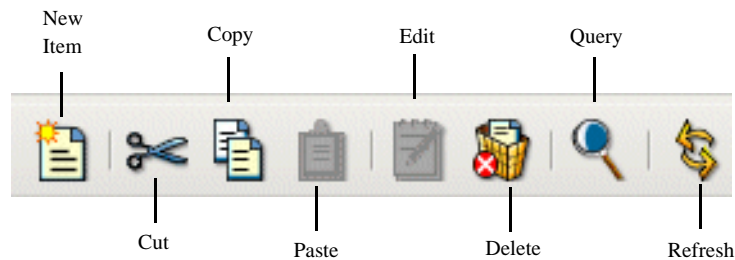 New
Item
Copy
Edit
Query
Cut
Paste
Delete
Refresh